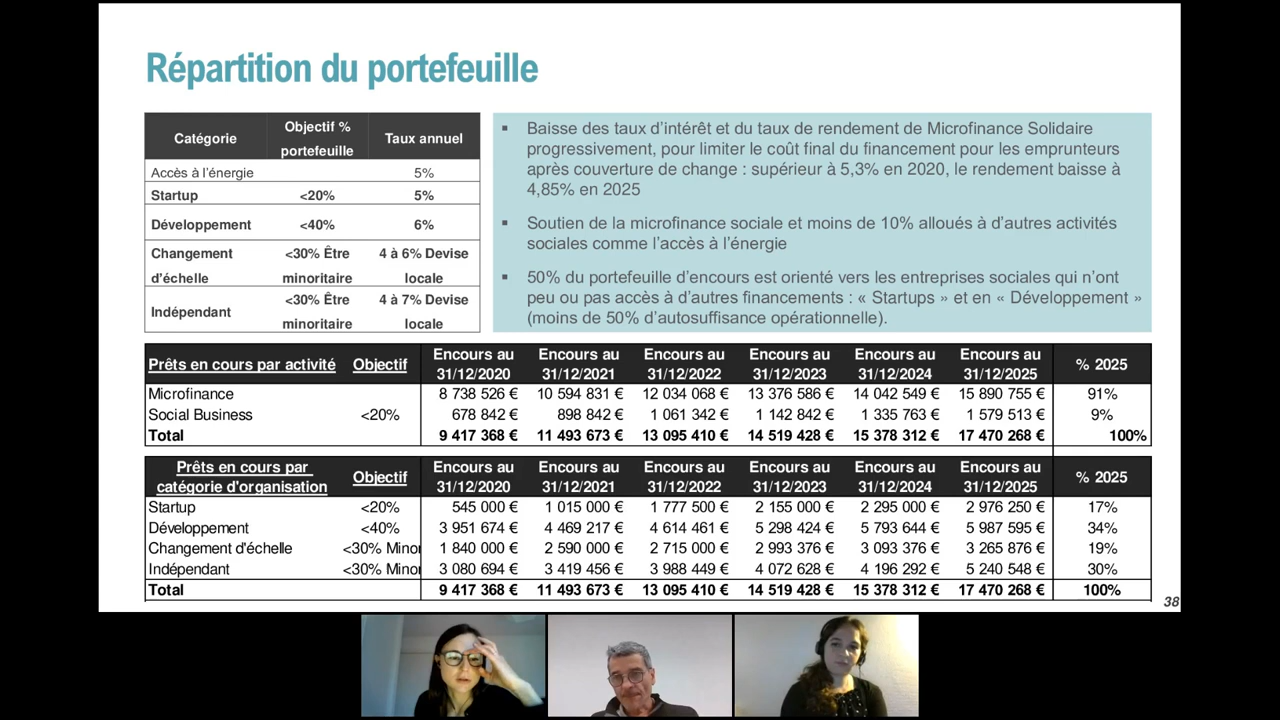 Répartition du portefeuille
Catégorie Objectif % portefeuille Taux annuel
Accès à l'énergie 5%
Startup <20% 5%
Développement <40% 6%
Changement d'échelle <30% Être minoritaire 4 à 6% Devise locale
Indépendant <30% Être minoritaire 4 à 7% Devise locale
▪ Baisse des taux d'intérêt et du taux de rendement de Microfinance Solidaire
progressivement, pour limiter le coût final du financement pour les emprunteurs
après couverture de change : supérieur à 5,3% en 2020, le rendement baisse à
4,85% en 2025
▪ Soutien de la microfinance sociale et moins de 10% alloués à d'autres activités
sociales comme l'accès à l'énergie
▪ 50% du portefeuille d'encours est orienté vers les entreprises sociales qui n'ont
peu ou pas accès à d'autres financements : « Startups » et en « Développement »
(moins de 50% d'autosuffisance opérationnelle).
Prêts en cours par activité Objectif Encours au 31/12/2020 Encours au 31/12/2021 Encours au 31/12/2022 Encours au 31/12/2023 Encours au 31/12/2024 Encours au 31/12/2025 % 2025
Microfinance 8 738 526 € 10 594 831 € 12 034 068 € 13 376 586 € 14 042 549 € 15 890 755 € 91%
Social Business <20% 678 842 € 898 842 € 1 061 342 € 1 142 842 € 1 335 763 € 1 579 513 € 9%
Total 9 417 368 € 11 493 673 € 13 095 410 € 14 519 428 € 15 378 312 € 17 470 268 € 100%
Prêts en cours par catégorie d'organisation Objectif Encours au 31/12/2020 Encours au 31/12/2021 Encours au 31/12/2022 Encours au 31/12/2023 Encours au 31/12/2024 Encours au 31/12/2025 % 2025
Startup <20% 545 000 € 1 015 000 € 1 777 500 € 2 155 000 € 2 295 000 € 2 976 250 € 17%
Développement <40% 3 951 674 € 4 469 217 € 4 614 461 € 5 298 424 € 5 793 644 € 5 987 595 € 34%
Changement d'échelle <30% Minor 1 840 000 € 2 590 000 € 2 715 000 € 2 993 376 € 3 093 376 € 3 265 876 € 19%
Indépendant <30% Minor 3 080 694 € 3 419 456 € 3 988 449 € 4 072 628 € 4 196 292 € 5 240 548 € 30%
Total 9 417 368 € 11 493 673 € 13 095 410 € 14 519 428 € 15 378 312 € 17 470 268 € 100%
38